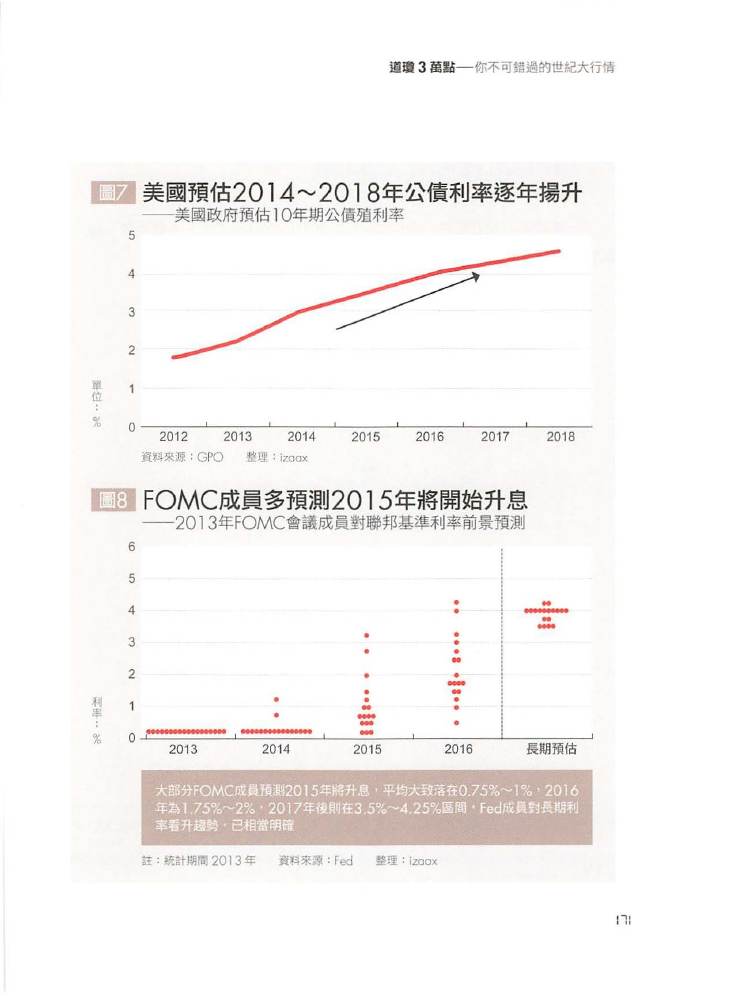 道瓊3萬點──你不可錯過的世紀大行情
圖7 美國預估2014～2018年公債利率逐年揚升
──美國政府預估10年期公債殖利率
5
4
3
2
1
0
單位：%
2012 2013 2014 2015 2016 2017 2018
資料來源：GPO 整理：izaax
圖8 FOMC成員多預測2015年將開始升息
──2013年FOMC會議成員對聯邦基準利率前景預測
6
5
4
3
2
1
0
利率：%
2013 2014 2015 2016 長期預估
大部分FOMC成員預測2015年將升息，平均大致落在0.75%～1%，2016
年為1.75%～2%，2017年後則在3.5%～4.25%區間，Fed成員對長期利
率看升趨勢，已相當明確
註：統計期間2013年 資料來源：Fed 整理：izaax
171